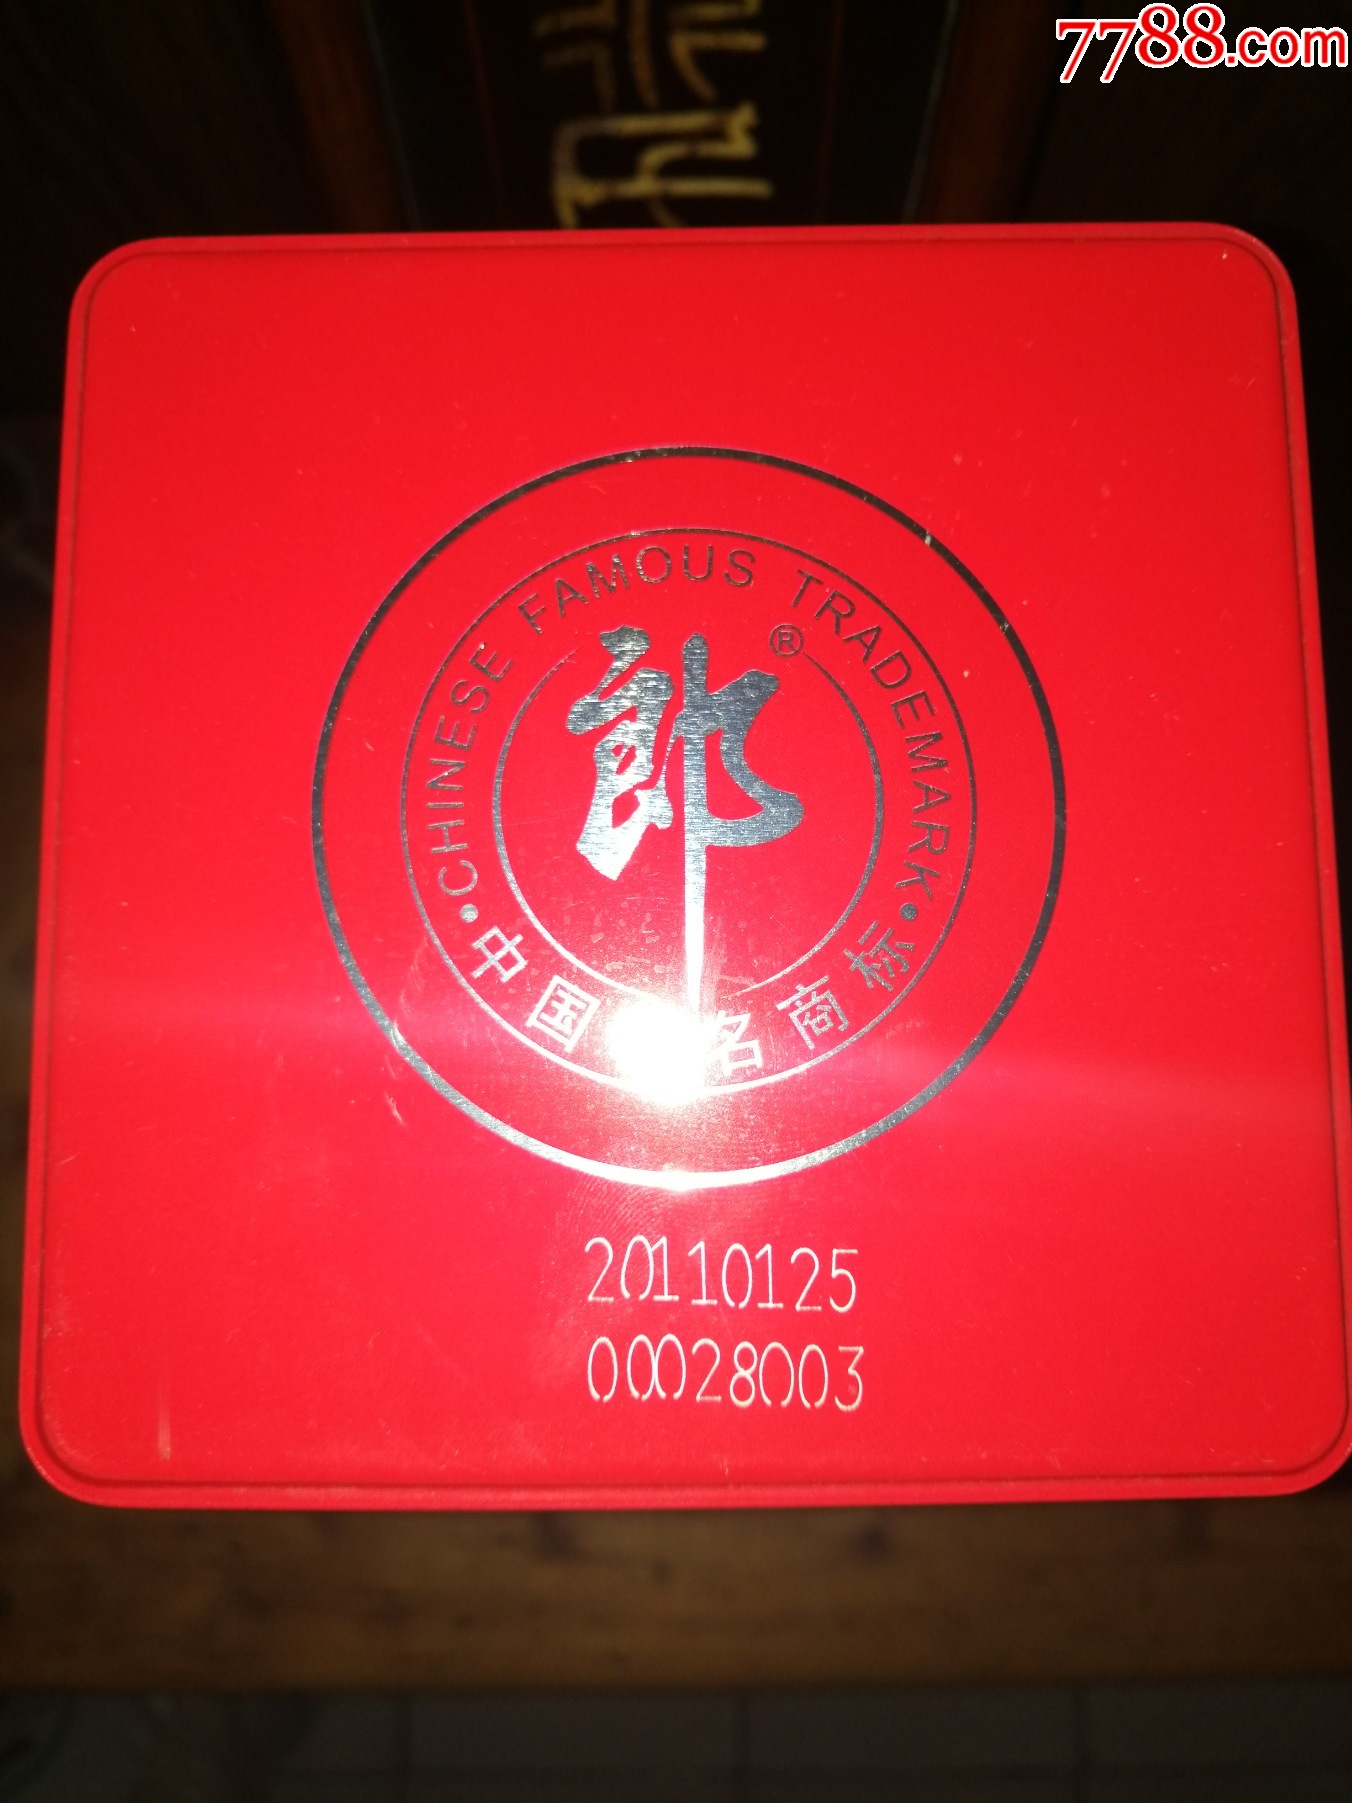 7788.com
CHINESE FAMOUS TRADEMARK
郎®
中国 名商标
20110125
00028003